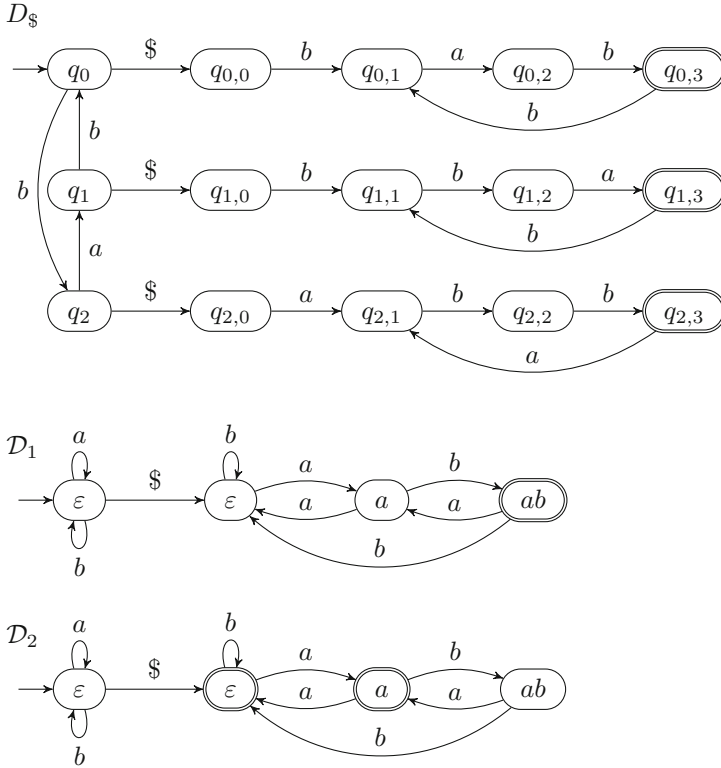 D$
$ b a b
q0 q0,0 q0,1 q0,2 q0,3
b
b
b $ b b a
q1 q1,0 q1,1 q1,2 q1,3
b
a
$ a b b
q2 q2,0 q2,1 q2,2 q2,3
a
D1
a b
$ a b
ε ε a ab
a a
b b
D2
a b
$ a b
ε ε a ab
a a
b b